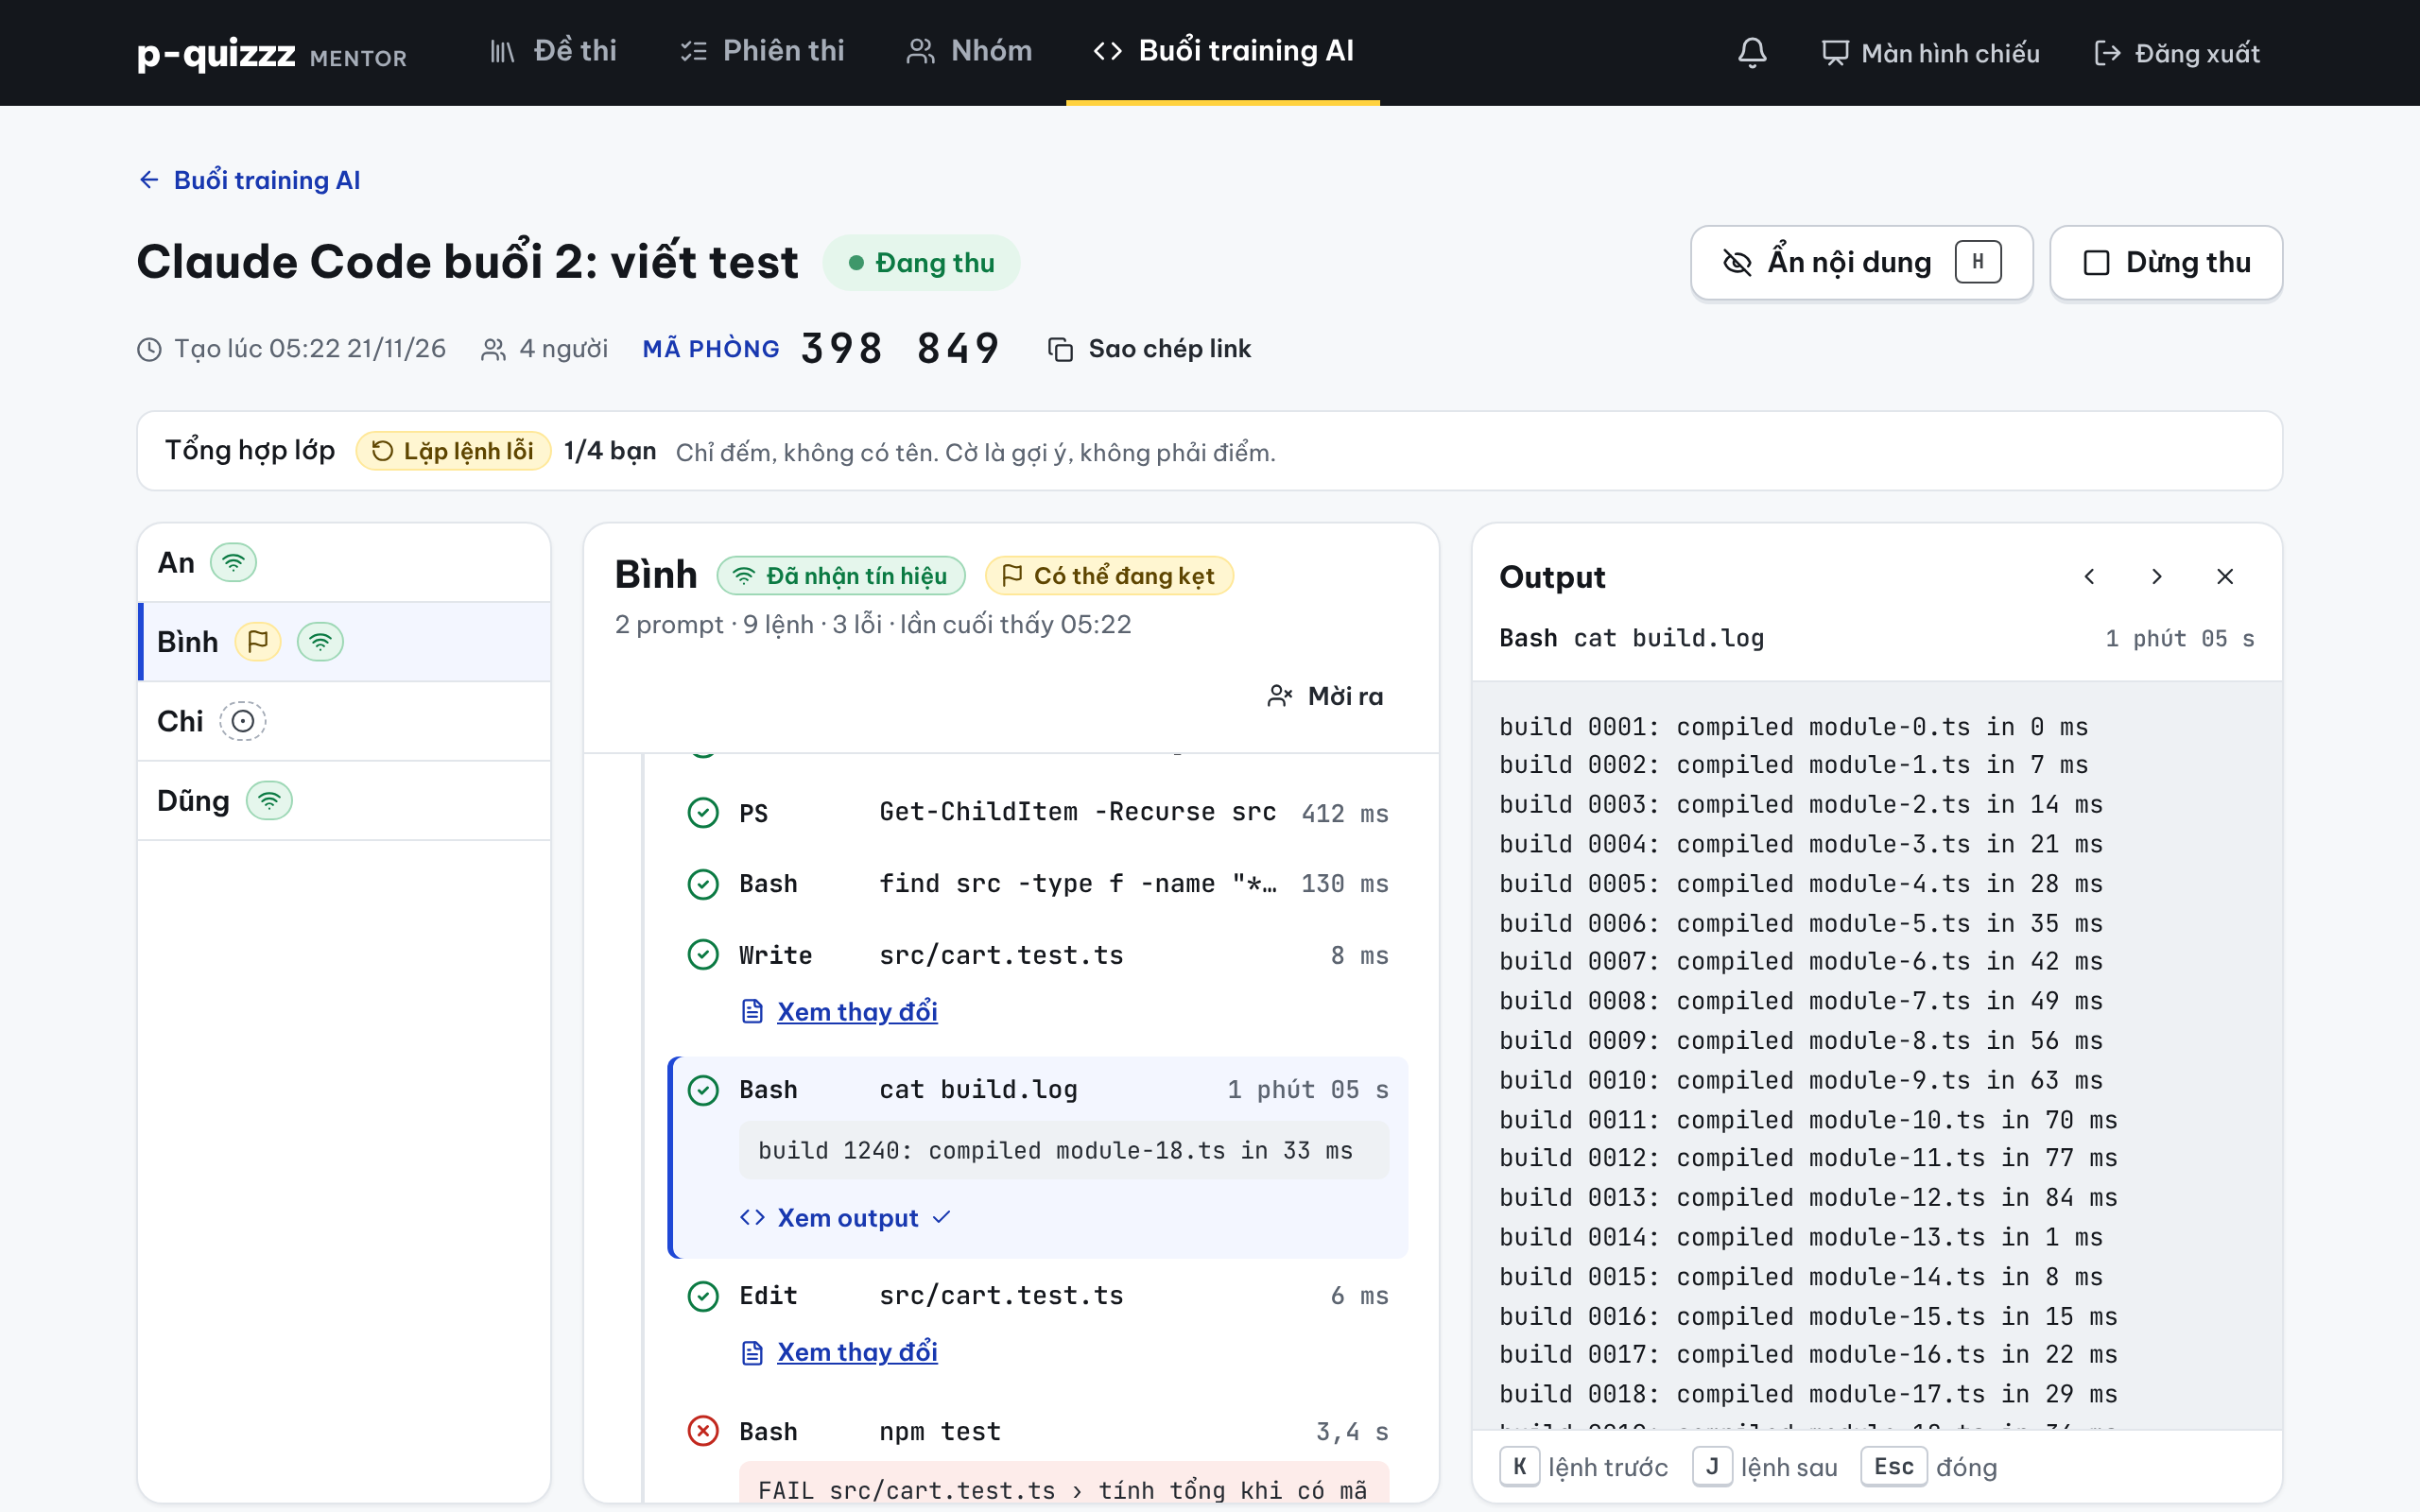 p-quizzz MENTOR
Đề thi
Phiên thi
Nhóm
Buổi training AI
Màn hình chiếu
Đăng xuất
Buổi training AI
Claude Code buổi 2: viết test
Đang thu
Ẩn nội dung H
Dừng thu
Tạo lúc 05:22 21/11/26
4 người
MÃ PHÒNG 398 849
Sao chép link
Tổng hợp lớp
Lặp lệnh lỗi
1/4 bạn
Chỉ đếm, không có tên. Cờ là gợi ý, không phải điểm.
An
Bình
Chi
Dũng
Bình
Đã nhận tín hiệu
Có thể đang kẹt
2 prompt · 9 lệnh · 3 lỗi · lần cuối thấy 05:22
Mời ra
PS Get-ChildItem -Recurse src 412 ms
Bash find src -type f -name "*… 130 ms
Write src/cart.test.ts 8 ms
Xem thay đổi
Bash cat build.log 1 phút 05 s
build 1240: compiled module-18.ts in 33 ms
Xem output
Edit src/cart.test.ts 6 ms
Xem thay đổi
Bash npm test 3,4 s
FAIL src/cart.test.ts › tính tổng khi có mã
Output
Bash cat build.log 1 phút 05 s
build 0001: compiled module-0.ts in 0 ms
build 0002: compiled module-1.ts in 7 ms
build 0003: compiled module-2.ts in 14 ms
build 0004: compiled module-3.ts in 21 ms
build 0005: compiled module-4.ts in 28 ms
build 0006: compiled module-5.ts in 35 ms
build 0007: compiled module-6.ts in 42 ms
build 0008: compiled module-7.ts in 49 ms
build 0009: compiled module-8.ts in 56 ms
build 0010: compiled module-9.ts in 63 ms
build 0011: compiled module-10.ts in 70 ms
build 0012: compiled module-11.ts in 77 ms
build 0013: compiled module-12.ts in 84 ms
build 0014: compiled module-13.ts in 1 ms
build 0015: compiled module-14.ts in 8 ms
build 0016: compiled module-15.ts in 15 ms
build 0017: compiled module-16.ts in 22 ms
build 0018: compiled module-17.ts in 29 ms
K lệnh trước
J lệnh sau
Esc đóng